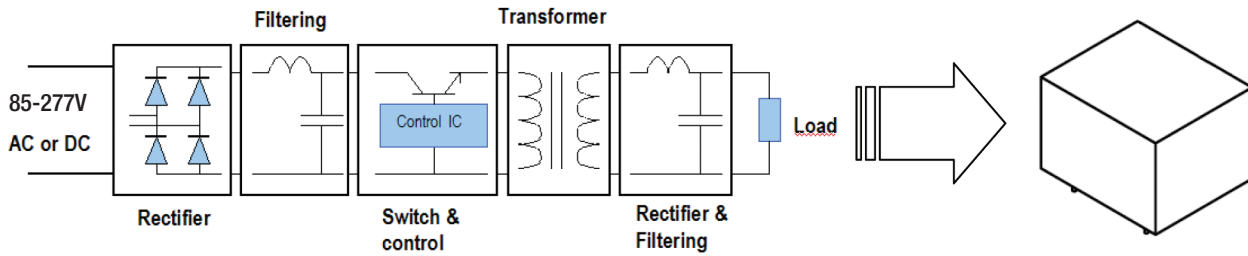 Filtering
Transformer
85-277V
AC or DC
Control IC
Load
Rectifier
Switch &
control
Rectifier &
Filtering